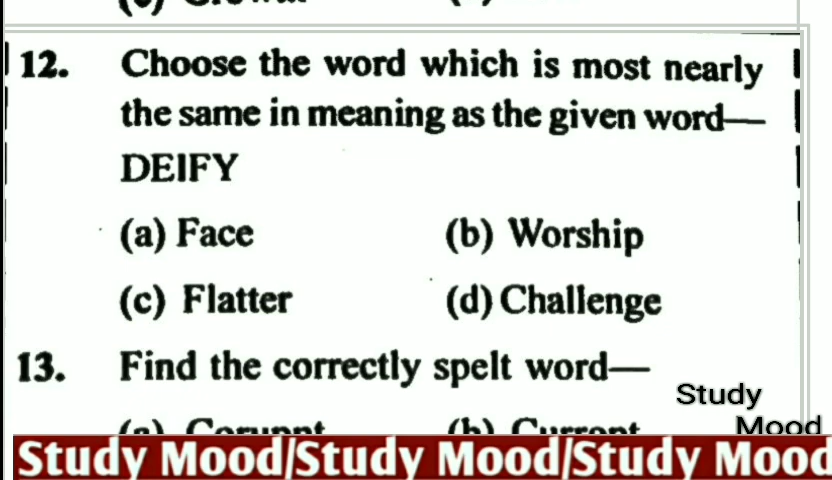 12. Choose the word which is most nearly
the same in meaning as the given word—
DEIFY
(a) Face (b) Worship
(c) Flatter (d) Challenge
13. Find the correctly spelt word—
Study
Mood
Study Mood/Study Mood/Study Mood